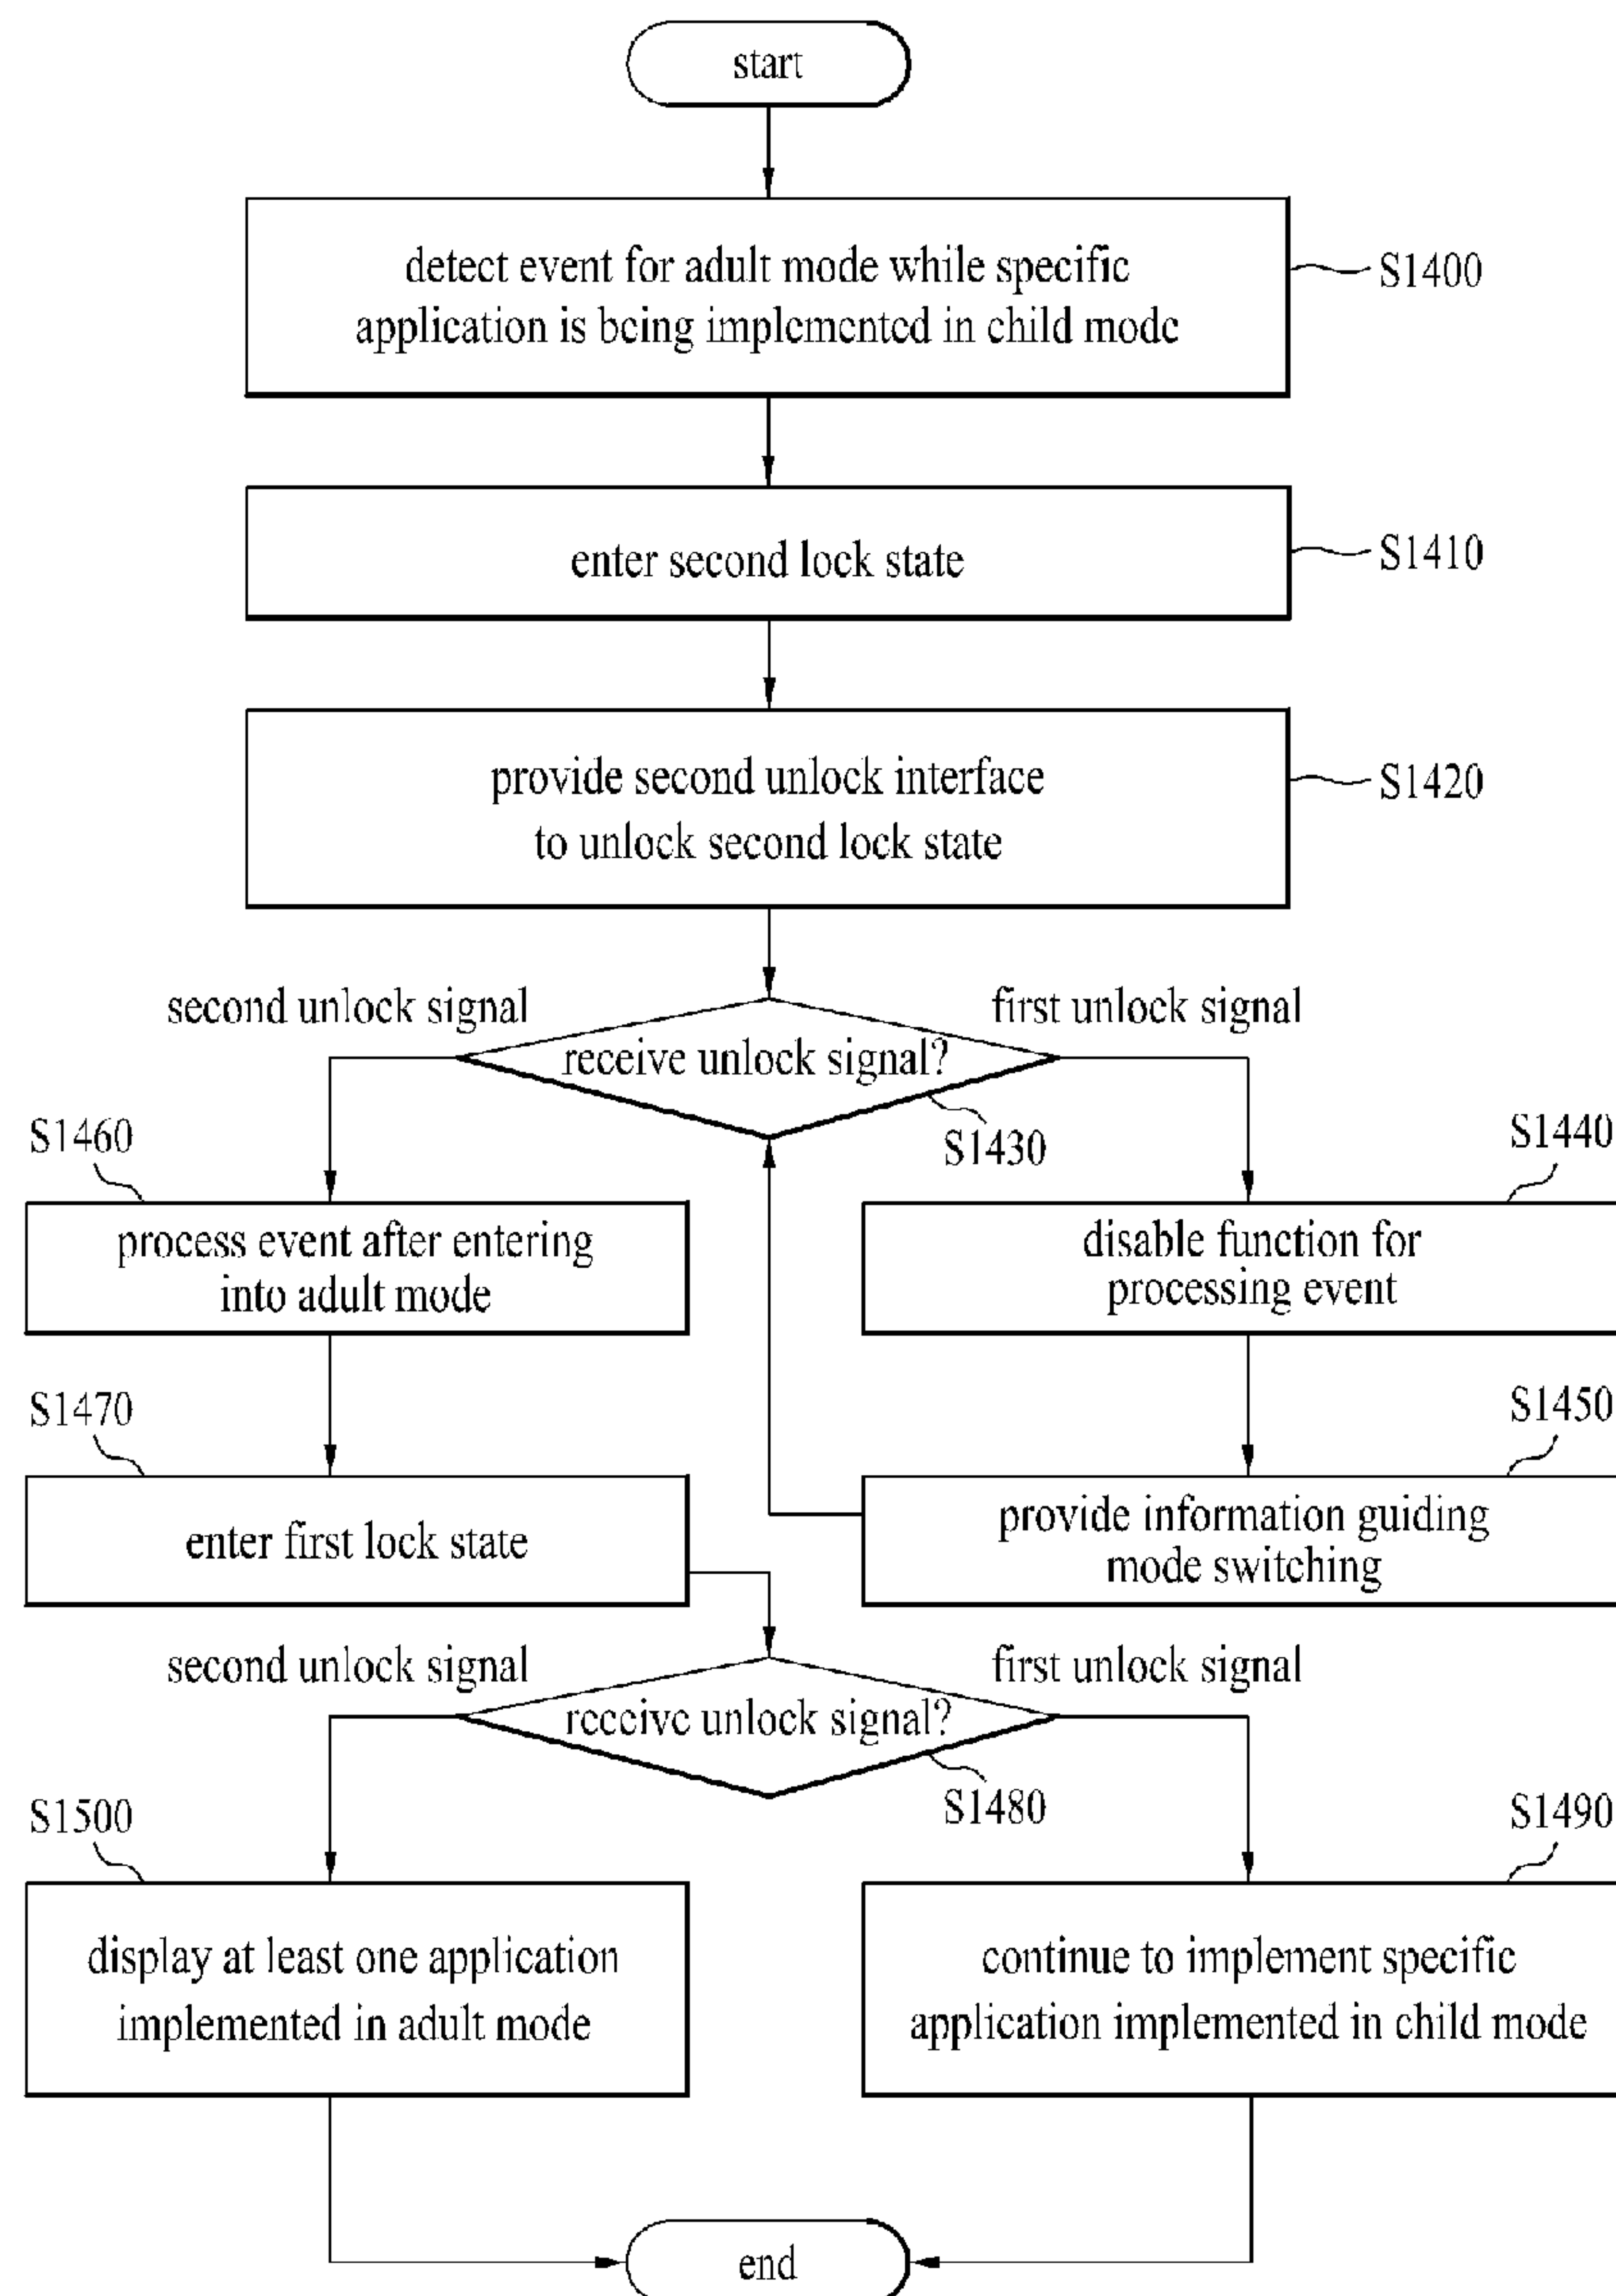 start
detect event for adult mode while specific
application is being implemented in child mode
S1400
enter second lock state
S1410
provide second unlock interface
to unlock second lock state
S1420
second unlock signal
first unlock signal
receive unlock signal?
S1430
S1460
S1440
process event after entering
into adult mode
disable function for
processing event
S1470
S1450
enter first lock state
provide information guiding
mode switching
second unlock signal
first unlock signal
receive unlock signal?
S1480
S1500
S1490
display at least one application
implemented in adult mode
continue to implement specific
application implemented in child mode
end